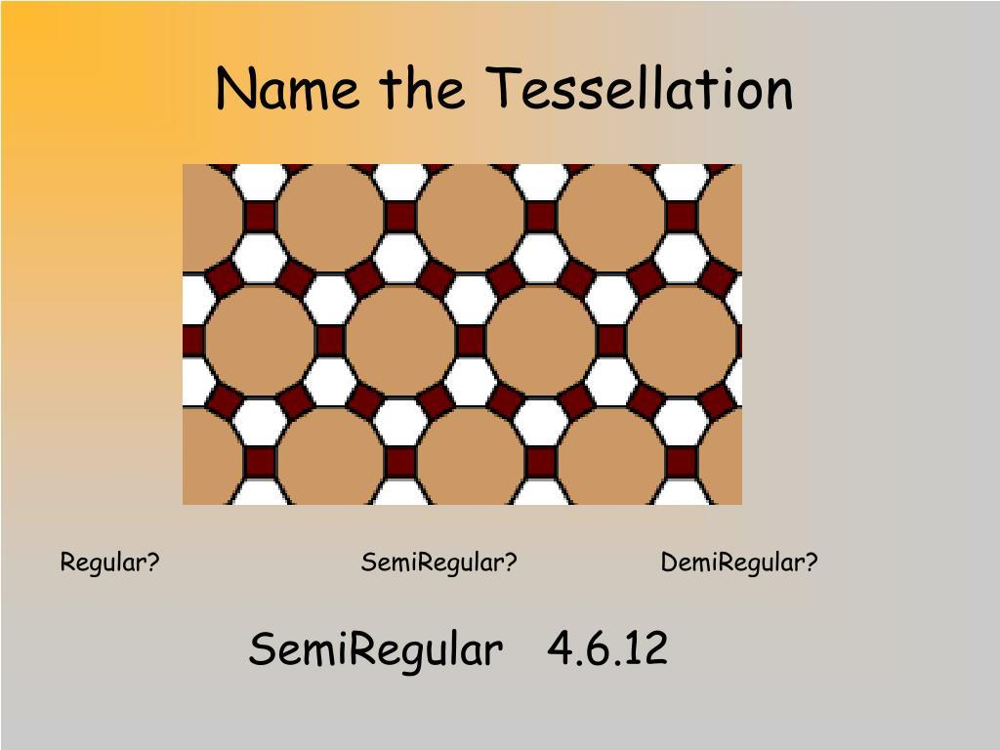 Name the Tessellation
Regular? SemiRegular? DemiRegular?
SemiRegular 4.6.12